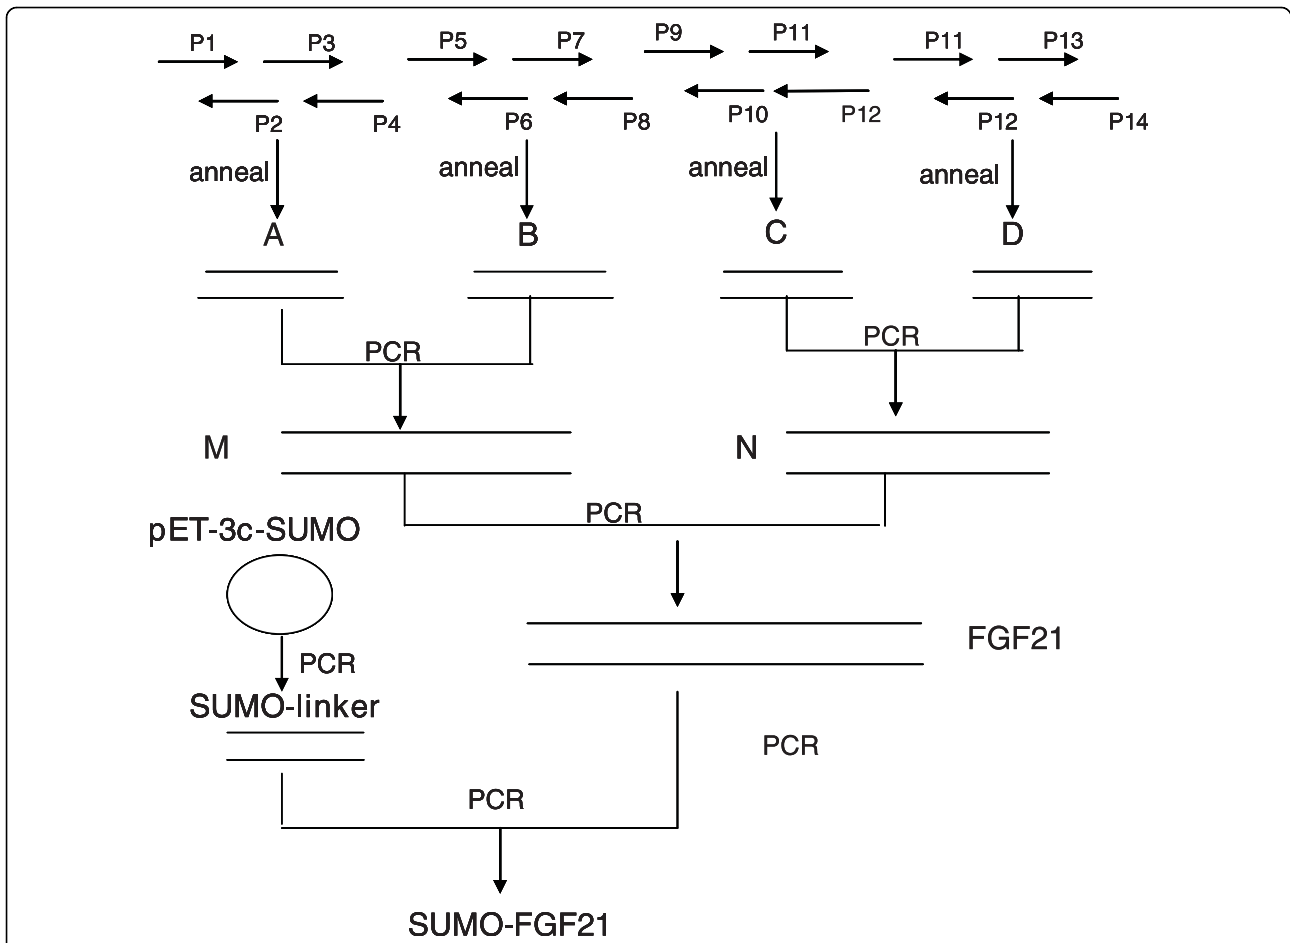 P1 P3 P5 P7 P9 P11 P11 P13
P2 P4 P6 P8 P10 P12 P12 P14
anneal anneal anneal anneal
A B C D
PCR PCR
M N
PCR
pET-3c-SUMO
FGF21
PCR
SUMO-linker
PCR
PCR
SUMO-FGF21